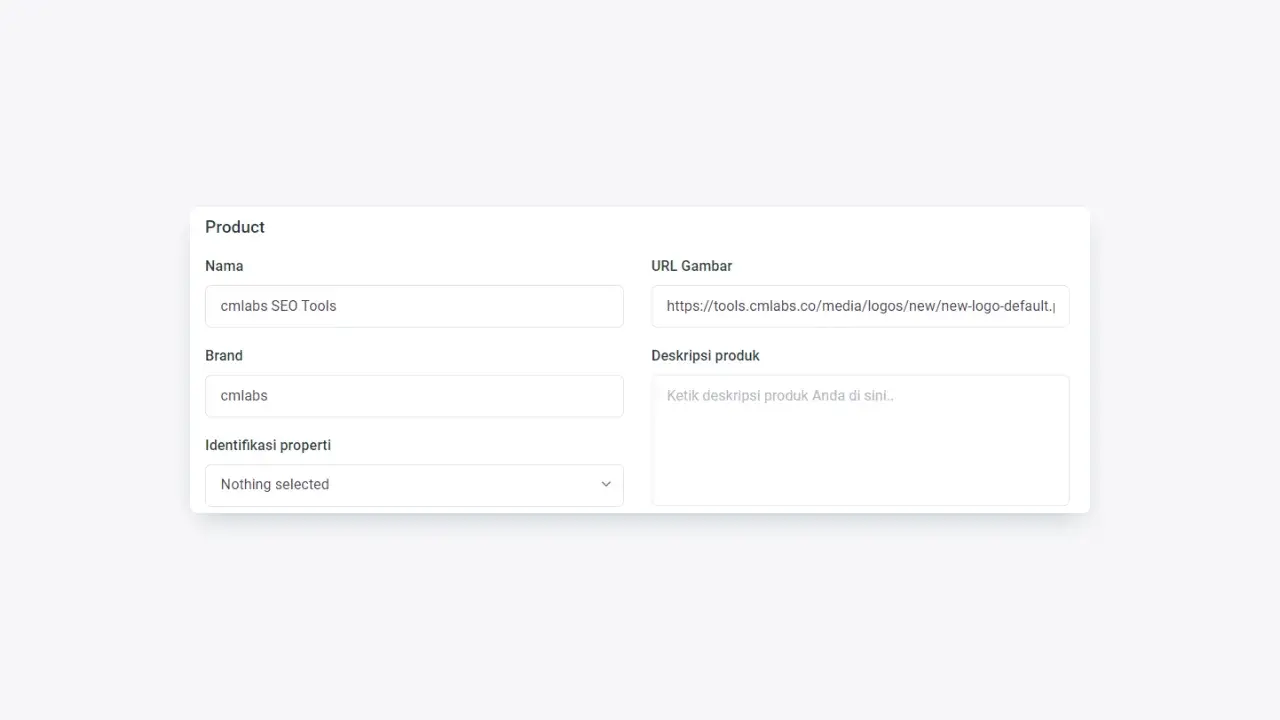 Product
Nama
cmlabs SEO Tools
URL Gambar
https://tools.cmlabs.co/media/logos/new/new-logo-default.
Brand
cmlabs
Deskripsi produk
Ketik deskripsi produk Anda di sini..
Identifikasi properti
Nothing selected